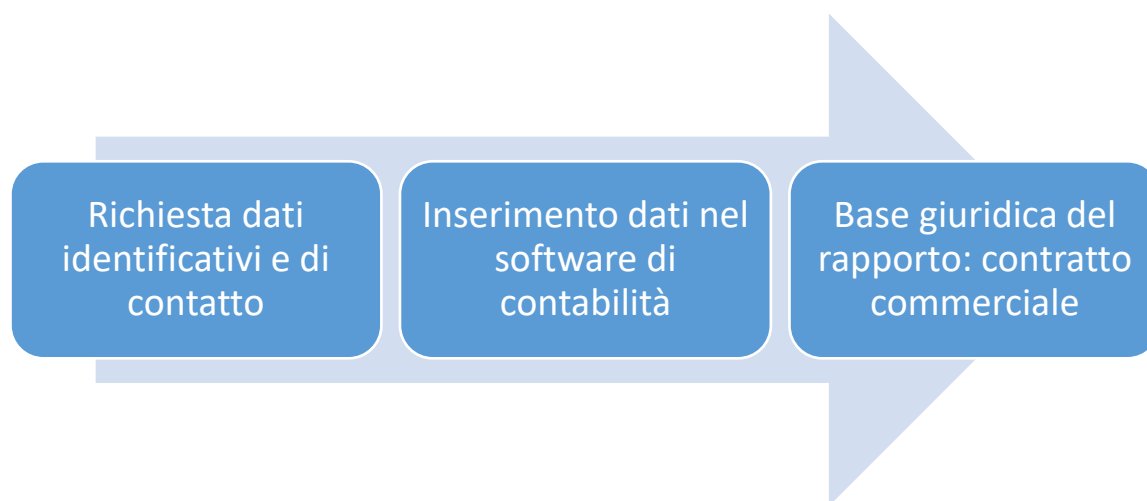 Richiesta dati
identificativi e di
contatto
Inserimento dati nel
software di
contabilità
Base giuridica del
rapporto: contratto
commerciale